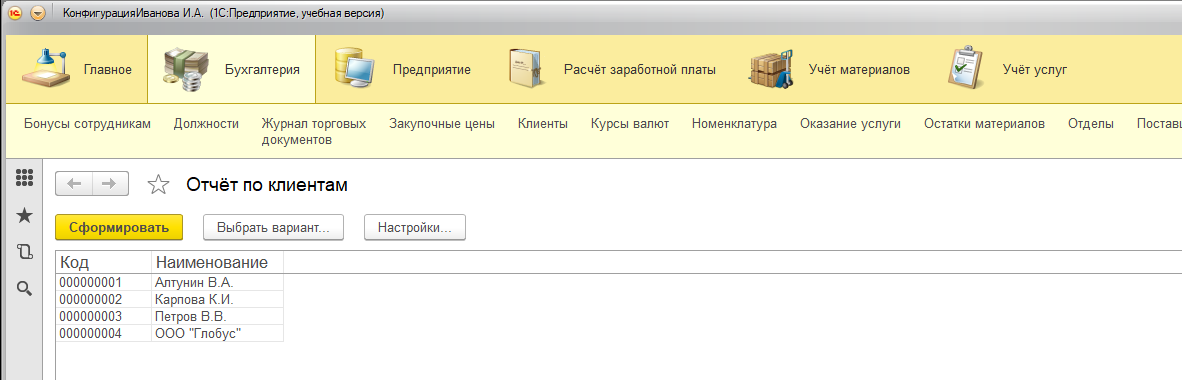 КонфигурацияИванова И.А. (1С:Предприятие, учебная версия)
Главное
Бухгалтерия
Предприятие
Расчёт заработной платы
Учёт материалов
Учёт услуг
Бонусы сотрудникам
Должности
Журнал торговых
документов
Закупочные цены
Клиенты
Курсы валют
Номенклатура
Оказание услуги
Остатки материалов
Отделы
Отчёт по клиентам
Сформировать
Выбрать вариант...
Настройки...
Код Наименование
000000001 Алтунин В.А.
000000002 Карпова К.И.
000000003 Петров В.В.
000000004 ООО "Глобус"